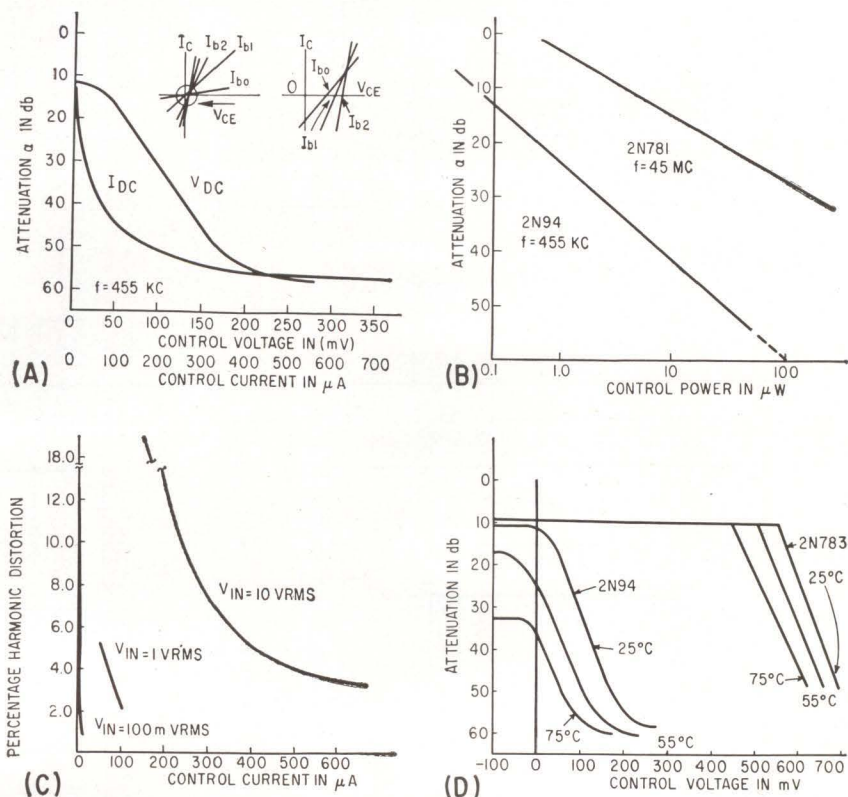 ATTENUATION α IN db
0
10
20
30
40
50
60
I_C
I_b2
I_b1
I_bo
V_CE
I_C
I_bo
O
V_CE
I_b1
I_b2
I_DC
V_DC
f=455 KC
0 50 100 150 200 250 300 350
CONTROL VOLTAGE IN (mV)
0 100 200 300 400 500 600 700
CONTROL CURRENT IN μA
(A)
ATTENUATION α IN db
0
10
20
30
40
50
2N781
f=45 MC
2N94
f=455 KC
0.1 1.0 10 100
CONTROL POWER IN μW
(B)
PERCENTAGE HARMONIC DISTORTION
18.0
16.0
12.0
10.0
8.0
6.0
4.0
2.0
V_IN=10 VRMS
V_IN=1 VRMS
V_IN=100m VRMS
0 100 200 300 400 500 600
CONTROL CURRENT IN μA
(C)
ATTENUATION IN db
0
10
20
30
40
50
60
2N783
25°C
2N94
25°C
75°C
55°C
75°C
55°C
-100 0 100 200 300 400 500 600 700
CONTROL VOLTAGE IN mV
(D)